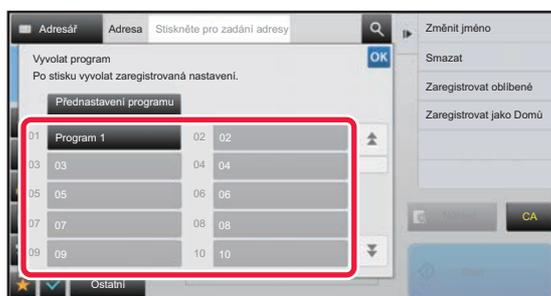 Adresář Adresa Stiskněte pro zadání adresy
Změnit jméno
Vyvolat program OK
Smazat
Po stisku vyvolat zaregistrovaná nastavení.
Zaregistrovat oblíbené
Přednastavení programu
Zaregistrovat jako Domů
01 Program 1 02 02
03 03 04 04
05 05 06 06
07 07 08 08
CA
09 09 10 10
Ostatní